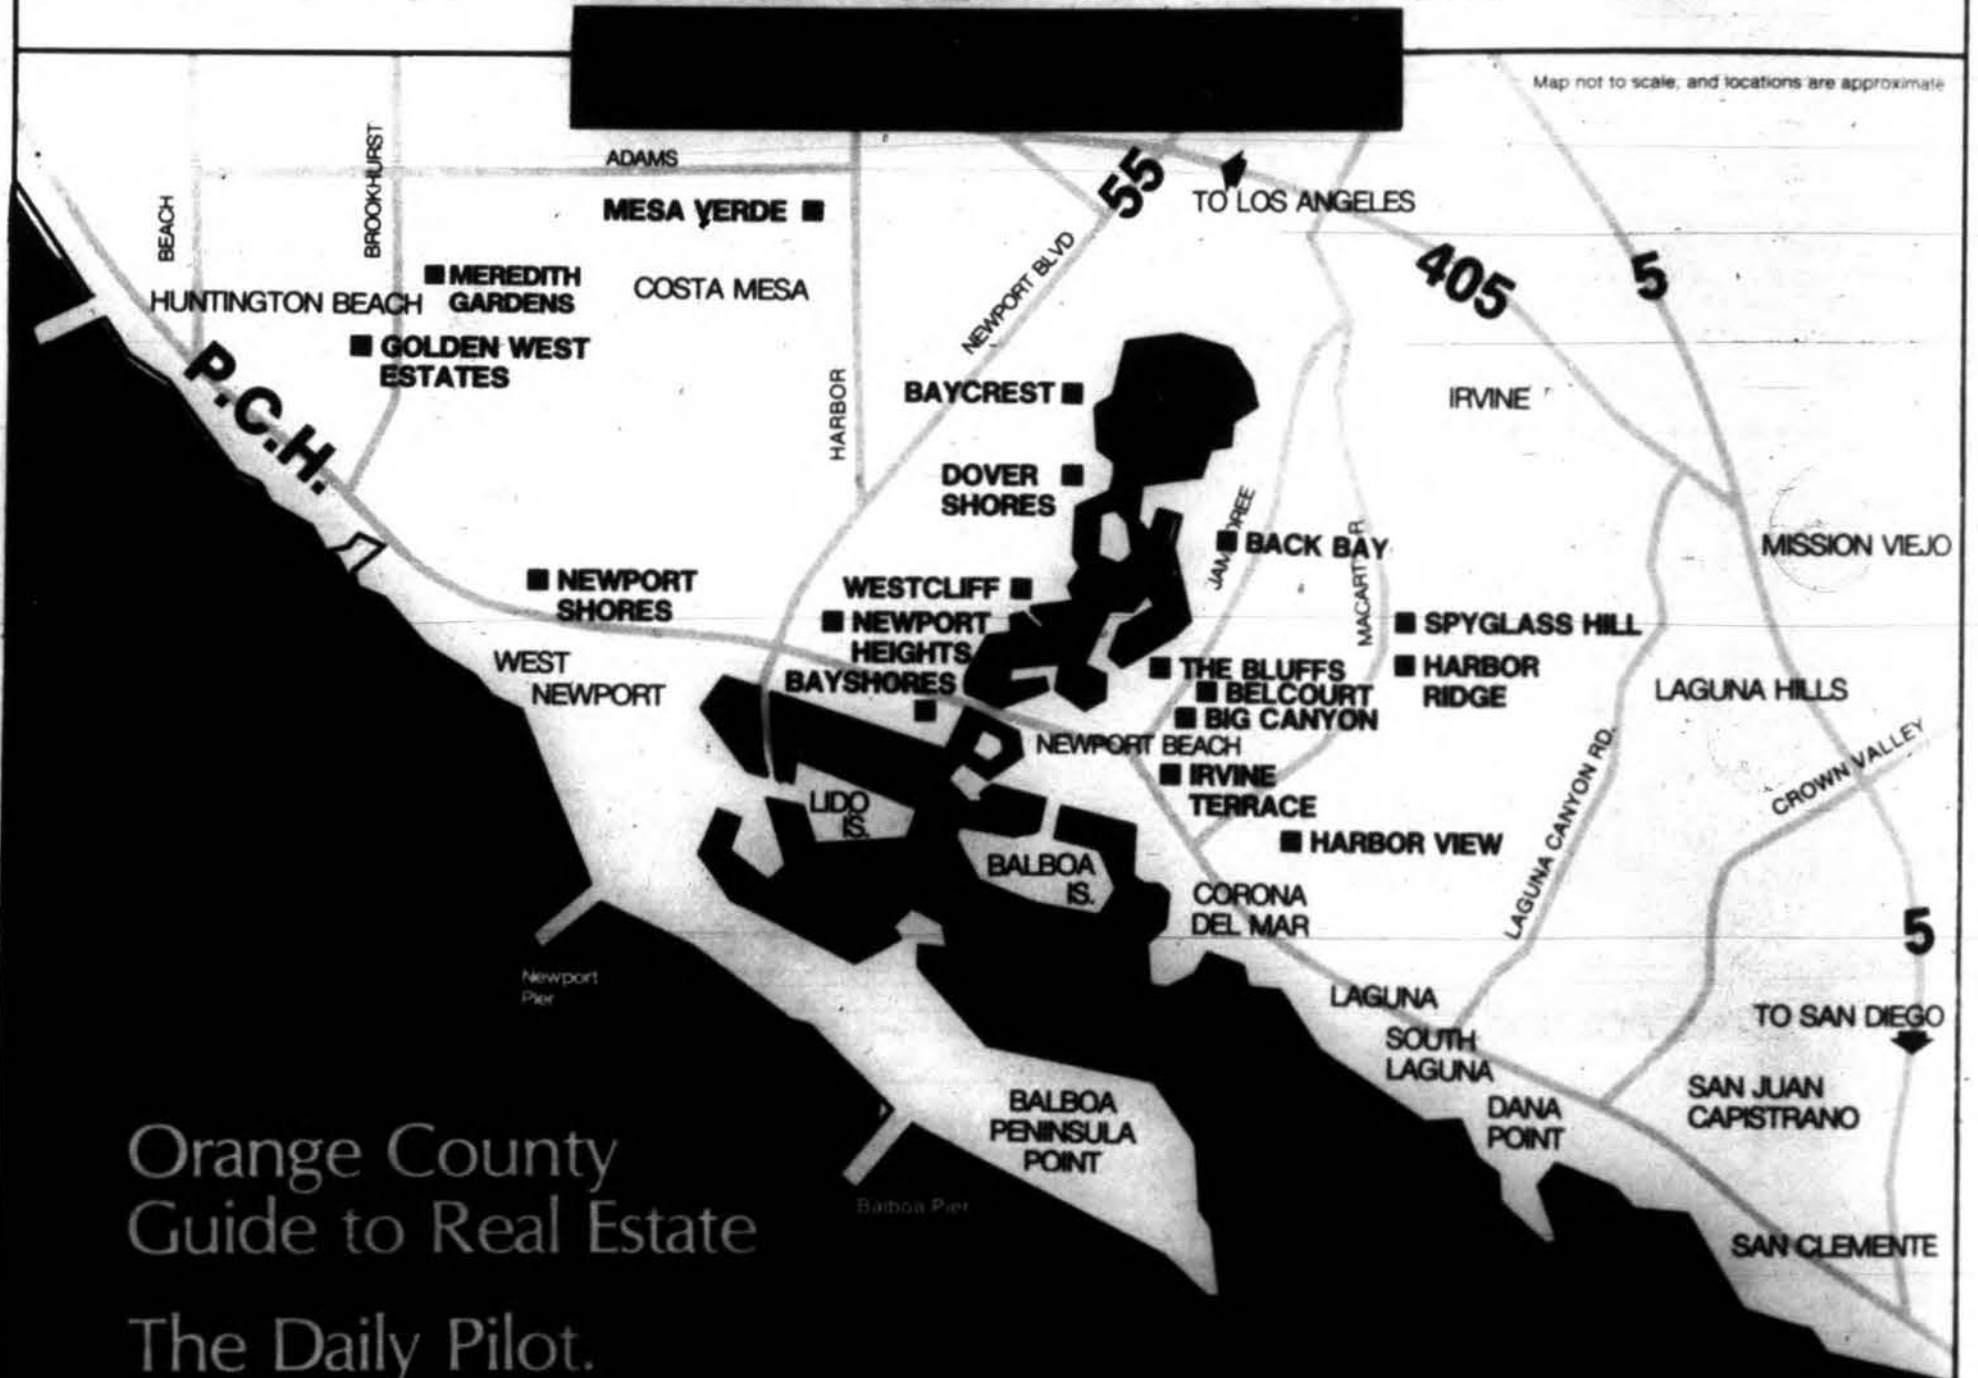 Map not to scale, and locations are approximate
ADAMS
BEACH
BROOKHURST
MESA VERDE
55
TO LOS ANGELES
405
5
MEREDITH
GARDENS
COSTA MESA
HUNTINGTON BEACH
NEWPORT BLVD
GOLDEN WEST
ESTATES
P.C.H.
HARBOR
BAYCREST
IRVINE
DOVER
SHORES
JAMBOREE
BACK BAY
MACARTHUR
MISSION VIEJO
NEWPORT
SHORES
WESTCLIFF
NEWPORT
HEIGHTS
BAYSHORES
SPYGLASS HILL
WEST
NEWPORT
THE BLUFFS
BELCOURT
BIG CANYON
HARBOR
RIDGE
LAGUNA HILLS
NEWPORT BEACH
IRVINE
TERRACE
LAGUNA CANYON RD.
CROWN VALLEY
LIDO
IS.
HARBOR VIEW
BALBOA
IS.
CORONA
DEL MAR
5
Newport
Pier
LAGUNA
TO SAN DIEGO
SOUTH
LAGUNA
SAN JUAN
CAPISTRANO
DANA
POINT
BALBOA
PENINSULA
POINT
Balboa Pier
SAN CLEMENTE
Orange County
Guide to Real Estate
The Daily Pilot.